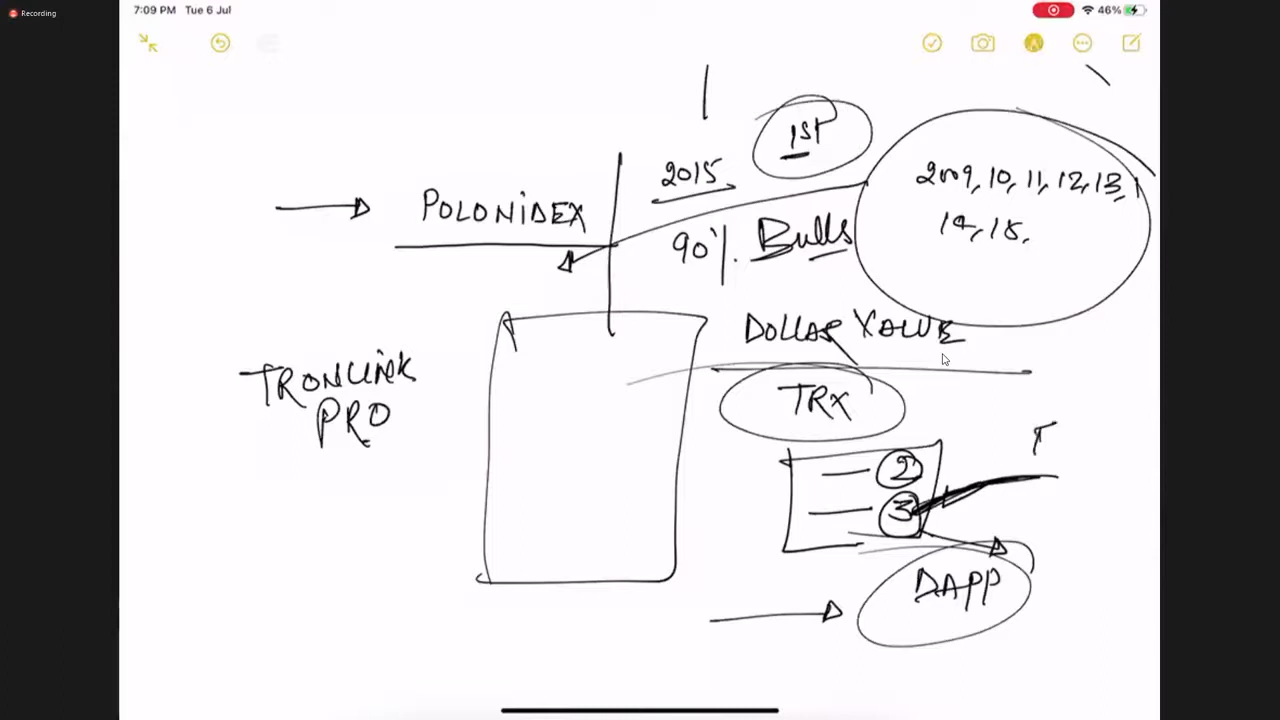 Recording
7:09 PM Tue 6 Jul
46%
1st
2015
2009, 10, 11, 12, 13,
14, 15,
POLONIDEX
90% Bulls
DOLLAR VALUE
TRONLINK
PRO
TRX
2
3
T
DAPP